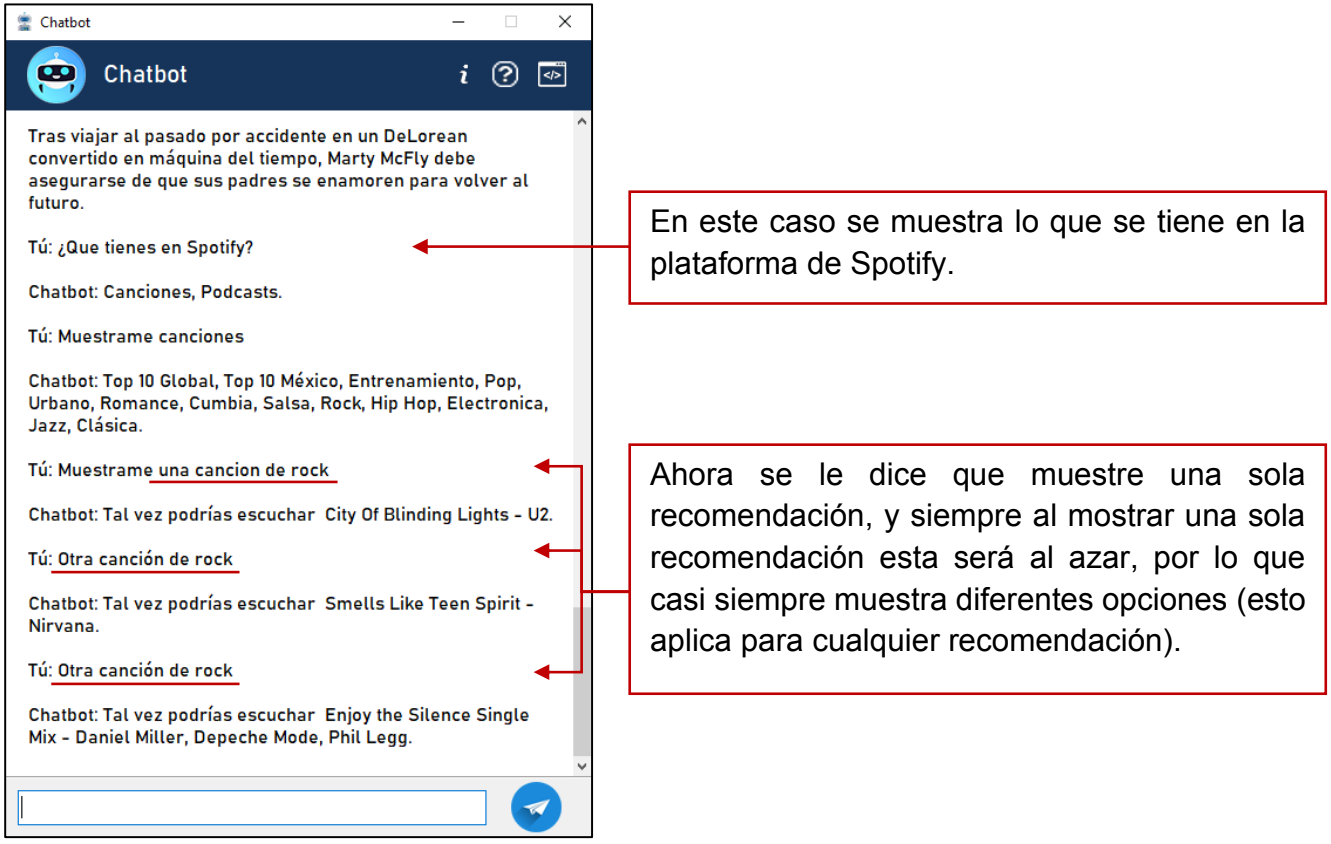 Chatbot
Chatbot
Tras viajar al pasado por accidente en un DeLorean
convertido en máquina del tiempo, Marty McFly debe
asegurarse de que sus padres se enamoren para volver al
futuro.
Tú: ¿Que tienes en Spotify?
Chatbot: Canciones, Podcasts.
Tú: Muestrame canciones
Chatbot: Top 10 Global, Top 10 México, Entrenamiento, Pop,
Urbano, Romance, Cumbia, Salsa, Rock, Hip Hop, Electronica,
Jazz, Clásica.
Tú: Muestrame una cancion de rock
Chatbot: Tal vez podrías escuchar  City Of Blinding Lights - U2.
Tú: Otra canción de rock
Chatbot: Tal vez podrías escuchar  Smells Like Teen Spirit -
Nirvana.
Tú: Otra canción de rock
Chatbot: Tal vez podrías escuchar  Enjoy the Silence Single
Mix - Daniel Miller, Depeche Mode, Phil Legg.
En este caso se muestra lo que se tiene en la
plataforma de Spotify.
Ahora se le dice que muestre una sola
recomendación, y siempre al mostrar una sola
recomendación esta será al azar, por lo que
casi siempre muestra diferentes opciones (esto
aplica para cualquier recomendación).